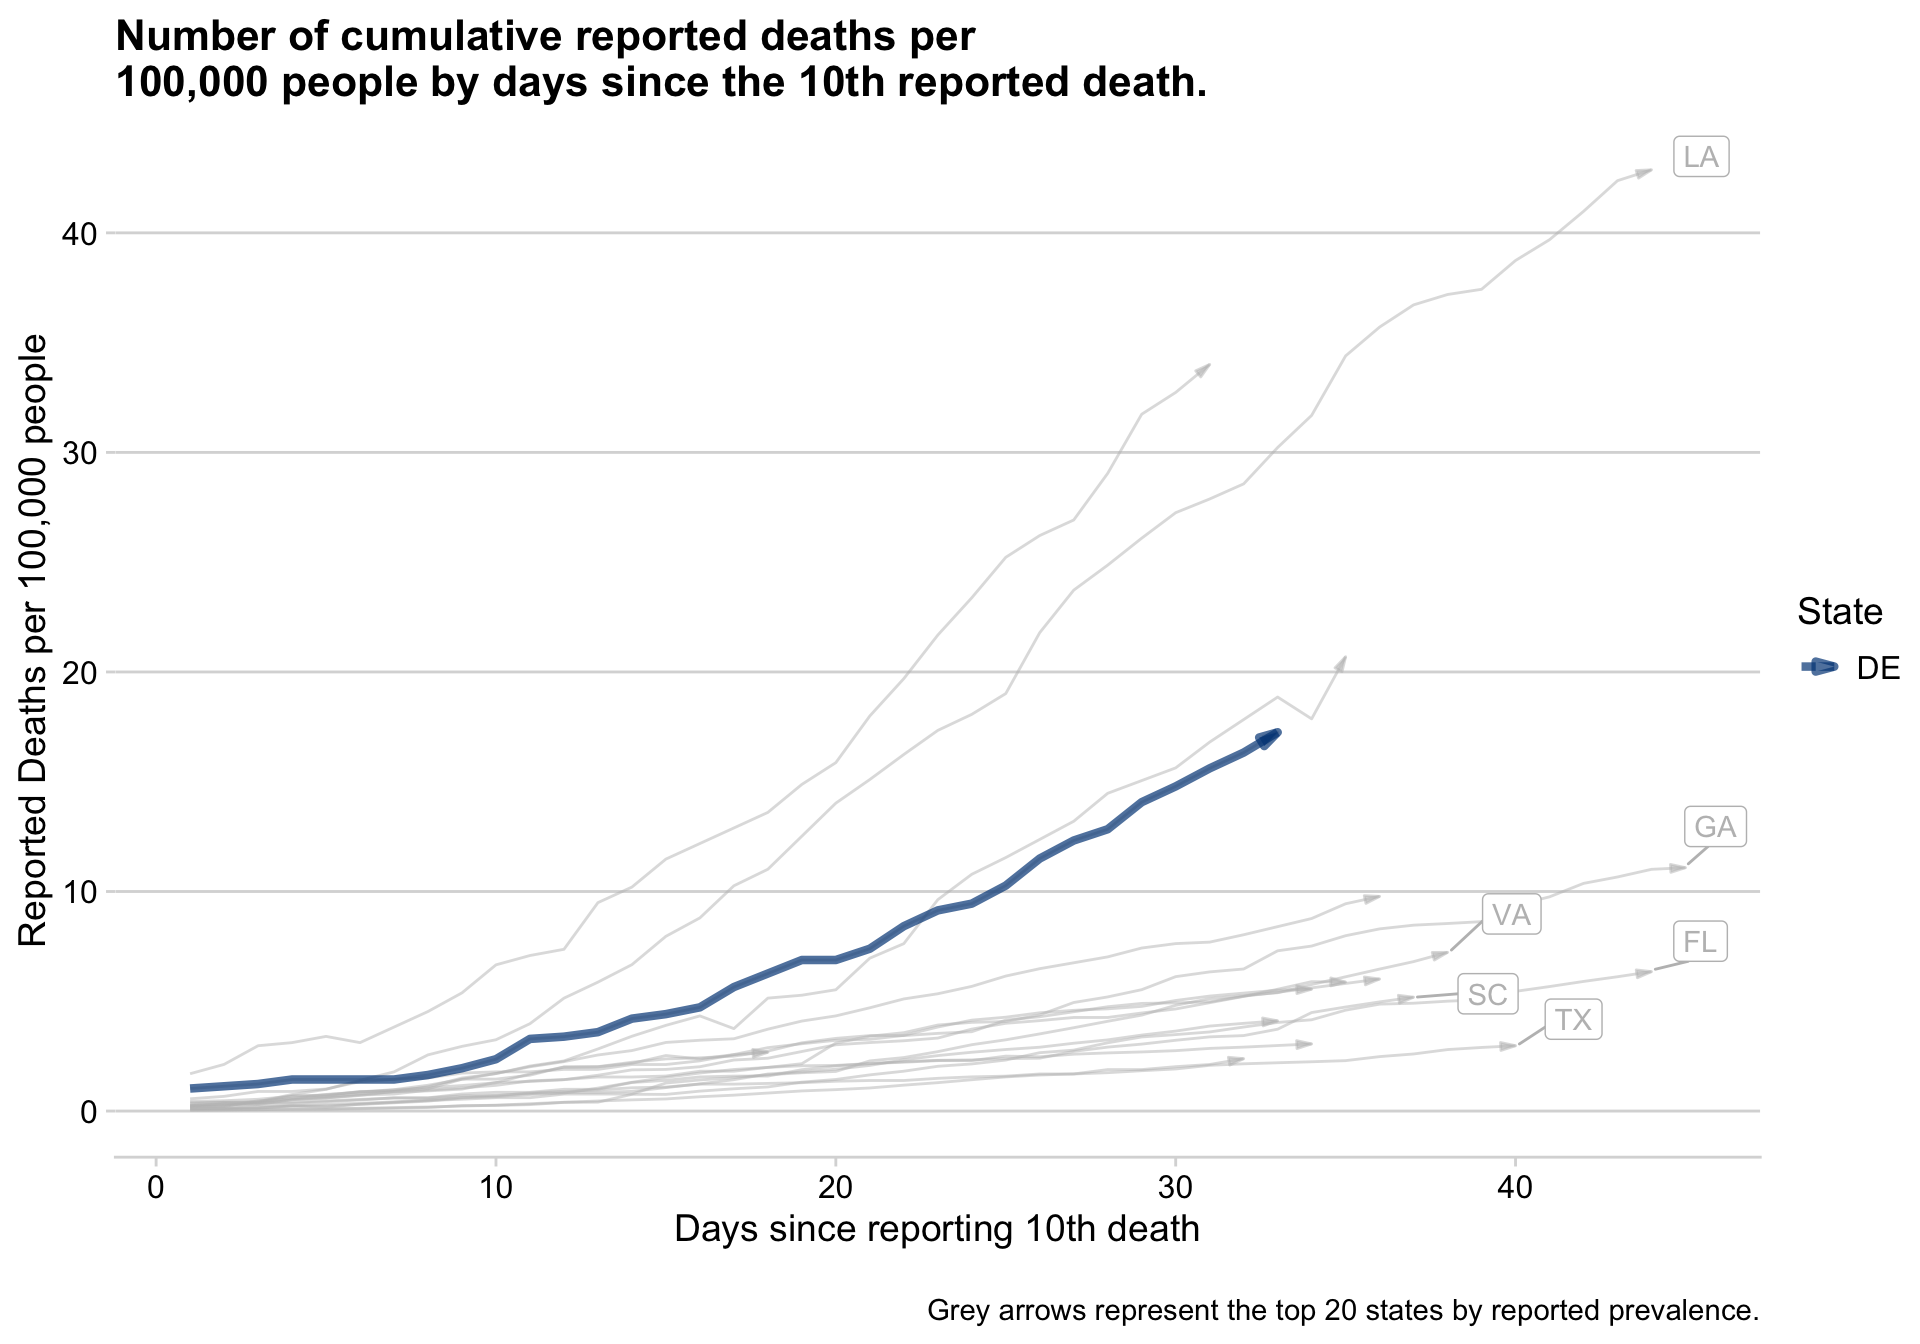 Number of cumulative reported deaths per
100,000 people by days since the 10th reported death.
LA
40
30
20
10
0
GA
VA
FL
SC
TX
Reported Deaths per 100,000 people
State
DE
0
10
20
30
40
Days since reporting 10th death
Grey arrows represent the top 20 states by reported prevalence.